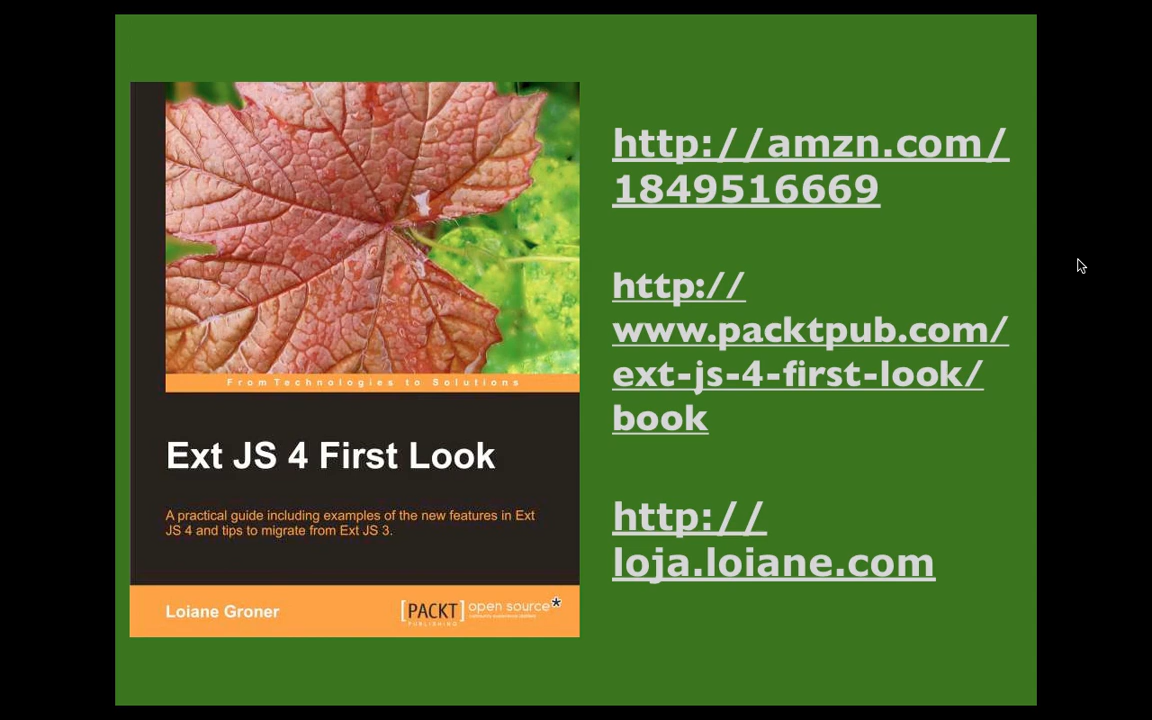 From Technologies to Solutions
Ext JS 4 First Look
A practical guide including examples of the new features in Ext
JS 4 and tips to migrate from Ext JS 3.
Loiane Groner
[PACKT] open source*
PUBLISHING
http://amzn.com/
1849516669
http://
www.packtpub.com/
ext-js-4-first-look/
book
http://
loja.loiane.com